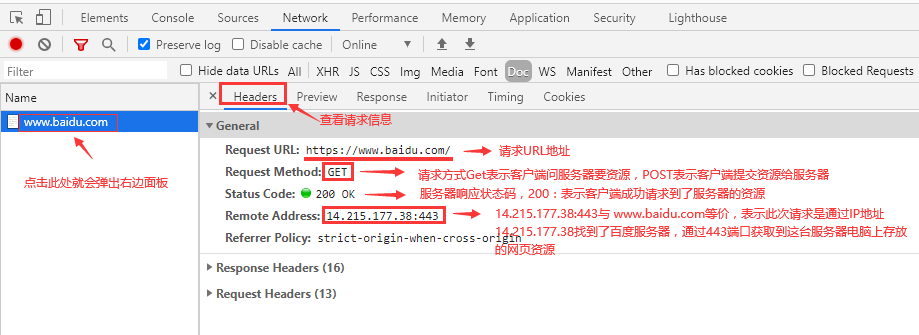 Elements Console Sources Network Performance Memory Application Security Lighthouse
Preserve log Disable cache Online
Filter Hide data URLs All XHR JS CSS Img Media Font Doc WS Manifest Other Has blocked cookies Blocked Requests
Name
www.baidu.com
点击此处就会弹出右边面板
× Headers Preview Response Initiator Timing Cookies
查看请求信息
General
Request URL: https://www.baidu.com/ 请求URL地址
Request Method: GET 请求方式Get表示客户端问服务器要资源，POST表示客户端提交资源给服务器
Status Code: 200 OK 服务器响应状态码，200：表示客户端成功请求到了服务器的资源
Remote Address: 14.215.177.38:443 14.215.177.38:443与 www.baidu.com等价，表示此次请求是通过IP地址
14.215.177.38找到了百度服务器，通过443端口获取到这台服务器电脑上存放
的网页资源
Referrer Policy: strict-origin-when-cross-origin
Response Headers (16)
Request Headers (13)